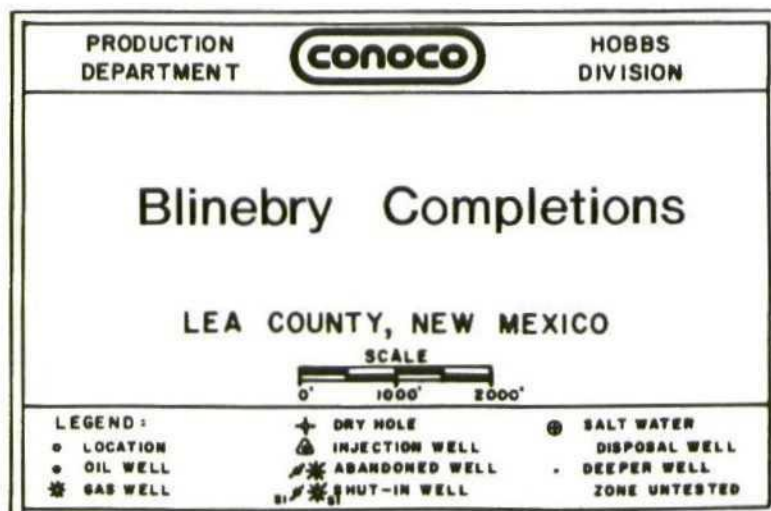 PRODUCTION DEPARTMENT
conoco
HOBBS DIVISION
Blinebry Completions
LEA COUNTY, NEW MEXICO
SCALE
0' 1000' 2000'
LEGEND:
LOCATION
OIL WELL
GAS WELL
DRY HOLE
INJECTION WELL
ABANDONED WELL
SI SI SHUT-IN WELL
SALT WATER
DISPOSAL WELL
DEEPER WELL
ZONE UNTESTED